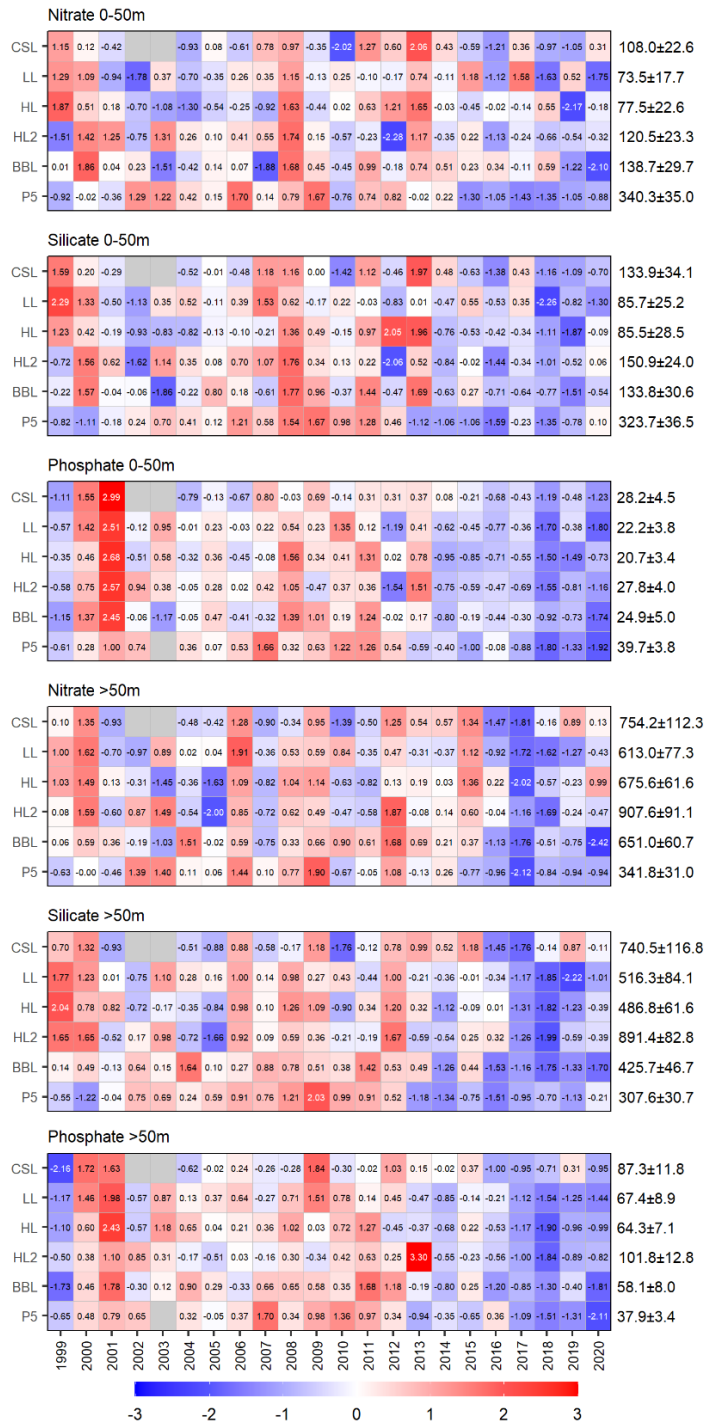 Nitrate 0-50m
CSL 1.15 0.12 -0.42 -0.93 0.08 -0.61 0.78 0.97 -0.35 -2.02 1.27 0.60 2.06 0.43 -0.59 -1.21 0.36 -0.97 -1.05 0.31 108.0±22.6
LL 1.29 1.09 -0.94 -1.78 0.37 -0.70 -0.35 0.26 0.35 1.15 -0.13 0.25 -0.10 -0.17 0.74 -0.11 1.18 -1.12 1.58 -1.63 0.52 -1.75 73.5±17.7
HL 1.87 0.51 0.18 -0.70 -1.08 -1.30 -0.54 -0.25 -0.92 1.63 -0.44 0.02 0.63 1.21 1.65 -0.03 -0.45 -0.02 -0.14 0.55 -2.17 -0.18 77.5±22.6
HL2 -1.51 1.42 1.25 -0.75 1.31 0.26 0.10 0.41 0.55 1.74 0.15 -0.57 -0.23 -2.28 1.17 -0.35 0.22 -1.13 -0.24 -0.66 -0.54 -0.32 120.5±23.3
BBL 0.01 1.86 0.04 0.23 -1.51 -0.42 0.14 0.07 -1.88 1.68 0.45 -0.45 0.99 -0.18 0.74 0.51 0.23 0.34 -0.11 0.59 -1.22 -2.10 138.7±29.7
P5 -0.92 -0.02 -0.36 1.29 1.22 0.42 0.15 1.70 0.14 0.79 1.67 -0.76 0.74 0.82 -0.02 0.22 -1.30 -1.05 -1.43 -1.35 -1.05 -0.88 340.3±35.0
Silicate 0-50m
CSL 1.59 0.20 -0.29 -0.52 -0.01 -0.48 1.18 1.16 0.00 -1.42 1.12 -0.46 1.97 0.48 -0.63 -1.38 0.43 -1.16 -1.09 -0.70 133.9±34.1
LL 2.29 1.33 -0.50 -1.13 0.35 0.52 -0.11 0.39 1.53 0.62 -0.17 0.22 -0.03 -0.83 0.01 -0.47 0.55 -0.53 0.35 -2.26 -0.82 -1.30 85.7±25.2
HL 1.23 0.42 -0.19 -0.93 -0.83 -0.82 -0.13 -0.10 -0.21 1.36 0.49 -0.15 0.97 2.05 1.96 -0.76 -0.53 -0.42 -0.34 -1.11 -1.87 -0.09 85.5±28.5
HL2 -0.72 1.56 0.62 -1.62 1.14 0.35 0.08 0.70 1.07 1.76 0.34 0.13 0.22 -2.06 0.52 -0.84 -0.02 -1.44 -0.34 -1.01 -0.52 0.06 150.9±24.0
BBL -0.22 1.57 -0.04 -0.06 -1.86 -0.22 0.80 0.18 -0.61 1.77 0.96 -0.37 1.44 -0.47 1.69 -0.63 0.27 -0.71 -0.64 -0.77 -1.51 -0.54 133.8±30.6
P5 -0.82 -1.11 -0.18 0.24 0.70 0.41 0.12 1.21 0.58 1.54 1.67 0.98 1.28 0.46 -1.12 -1.06 -1.06 -1.59 -0.23 -1.35 -0.78 0.10 323.7±36.5
Phosphate 0-50m
CSL -1.11 1.55 2.99 -0.79 -0.13 -0.67 0.80 -0.03 0.69 -0.14 0.31 0.31 0.37 0.08 -0.21 -0.68 -0.43 -1.19 -0.48 -1.23 28.2±4.5
LL -0.57 1.42 2.51 -0.12 0.95 -0.01 0.23 -0.03 0.22 0.54 0.23 1.35 0.12 -1.19 0.41 -0.62 -0.45 -0.77 -0.36 -1.70 -0.38 -1.80 22.2±3.8
HL -0.35 0.46 2.68 -0.51 0.58 -0.32 0.36 -0.45 -0.08 1.56 0.34 0.41 1.31 0.02 0.78 -0.95 -0.85 -0.71 -0.55 -1.50 -1.49 -0.73 20.7±3.4
HL2 -0.58 0.75 2.57 0.94 0.38 -0.05 0.28 0.02 0.42 1.05 -0.47 0.37 0.36 -1.54 1.51 -0.75 -0.59 -0.47 -0.69 -1.55 -0.81 -1.16 27.8±4.0
BBL -1.15 1.37 2.45 -0.06 -1.17 -0.05 0.47 -0.41 -0.32 1.39 1.01 0.19 1.24 -0.02 0.17 -0.80 -0.19 -0.44 -0.30 -0.92 -0.73 -1.74 24.9±5.0
P5 -0.61 0.28 1.00 0.74 0.36 0.07 0.53 1.66 0.32 0.63 1.22 1.26 0.54 -0.59 -0.40 -1.00 -0.08 -0.88 -1.80 -1.33 -1.92 39.7±3.8
Nitrate >50m
CSL 0.10 1.35 -0.93 -0.48 -0.42 1.28 -0.90 -0.34 0.95 -1.39 -0.50 1.25 0.54 0.57 1.34 -1.47 -1.81 -0.16 0.89 0.13 754.2±112.3
LL 1.00 1.62 -0.70 -0.97 0.89 0.02 0.04 1.91 -0.36 0.53 0.59 0.84 -0.35 0.47 -0.31 -0.35 1.12 -0.92 -1.72 -1.62 -1.27 -0.43 613.0±77.3
HL 1.03 1.49 0.13 -0.31 -1.45 -0.36 -1.63 1.09 -0.82 1.04 1.14 -0.63 -0.82 0.13 0.19 0.03 1.36 0.22 -2.02 -0.57 -0.23 0.99 675.6±61.6
HL2 0.08 1.59 -0.60 0.87 1.49 -0.54 -2.00 0.85 -0.72 0.62 0.49 -0.47 -0.58 1.87 -0.08 0.14 0.60 -0.04 -1.16 -1.69 -0.24 -0.47 907.6±91.1
BBL 0.06 0.59 0.36 -0.19 -1.03 1.51 -0.02 0.59 -0.75 0.33 0.66 0.90 0.61 1.68 0.69 0.21 0.37 -1.13 -1.76 -0.51 -0.75 -2.42 651.0±60.7
P5 -0.63 -0.00 -0.46 1.39 1.40 0.11 0.06 1.44 0.10 0.77 1.90 -0.67 -0.05 1.08 -0.13 0.26 -0.77 -0.96 -2.12 -0.84 -0.94 -0.94 341.8±31.0
Silicate >50m
CSL 0.70 1.32 -0.93 -0.51 -0.88 0.88 -0.58 -0.17 1.18 -1.76 -0.12 0.78 0.99 0.52 1.18 -1.45 -1.76 -0.14 0.87 -0.11 740.5±116.8
LL 1.77 1.23 0.01 -0.75 1.10 0.28 0.16 1.00 0.14 0.98 0.27 0.43 -0.44 1.00 -0.21 -0.36 -0.01 -0.34 -1.17 -1.85 -2.22 -1.01 516.3±84.1
HL 2.04 0.78 0.82 -0.72 -0.17 -0.35 -0.84 0.98 0.10 1.26 1.09 -0.90 0.34 1.20 0.32 -1.12 -0.09 0.01 -1.31 -1.82 -1.23 -0.39 486.8±61.6
HL2 1.65 1.65 -0.52 0.17 0.98 -0.72 -1.66 0.92 0.09 0.59 0.36 -0.21 -0.19 1.67 -0.59 -0.54 0.25 0.32 -1.26 -1.99 -0.59 -0.39 891.4±82.8
BBL 0.14 0.49 -0.13 0.64 0.15 1.64 0.10 0.27 0.88 0.78 0.51 0.38 1.42 0.53 0.49 -1.26 0.44 -1.53 -1.16 -1.75 -1.33 -1.70 425.7±46.7
P5 -0.55 -1.22 -0.04 0.75 0.69 0.24 0.59 0.91 0.76 1.21 2.03 0.99 0.91 0.52 -1.18 -1.34 -0.75 -1.51 -0.95 -0.70 -1.13 -0.21 307.6±30.7
Phosphate >50m
CSL -2.16 1.72 1.63 -0.62 -0.02 0.24 -0.26 -0.28 1.84 -0.30 -0.02 1.03 0.15 -0.02 0.37 -1.00 -0.95 -0.71 0.31 -0.95 87.3±11.8
LL -1.17 1.46 1.98 -0.57 0.87 0.13 0.37 0.64 -0.27 0.71 1.51 0.78 0.14 0.45 -0.47 -0.85 -0.14 -0.21 -1.12 -1.54 -1.25 -1.44 67.4±8.9
HL -1.10 0.60 2.43 -0.57 1.18 0.65 0.04 0.21 0.36 1.02 0.03 0.72 1.27 -0.45 -0.37 -0.68 0.22 -0.53 -1.17 -1.90 -0.96 -0.99 64.3±7.1
HL2 -0.50 0.38 1.10 0.85 0.31 -0.17 -0.51 0.03 -0.16 0.30 -0.34 0.42 0.63 0.25 3.30 -0.55 -0.23 -0.56 -1.00 -1.84 -0.89 -0.82 101.8±12.8
BBL -1.73 0.46 1.78 -0.30 0.12 0.90 0.29 -0.33 0.66 0.65 0.58 0.35 1.68 1.18 -0.19 -0.80 0.25 -1.20 -0.85 -1.30 -0.40 -1.81 58.1±8.0
P5 -0.65 0.48 0.79 0.65 0.32 -0.05 0.37 1.70 0.34 0.98 1.36 0.97 0.34 -0.94 -0.35 -0.65 0.36 -1.09 -1.51 -1.31 -2.11 37.9±3.4
1999 2000 2001 2002 2003 2004 2005 2006 2007 2008 2009 2010 2011 2012 2013 2014 2015 2016 2017 2018 2019 2020
-3 -2 -1 0 1 2 3